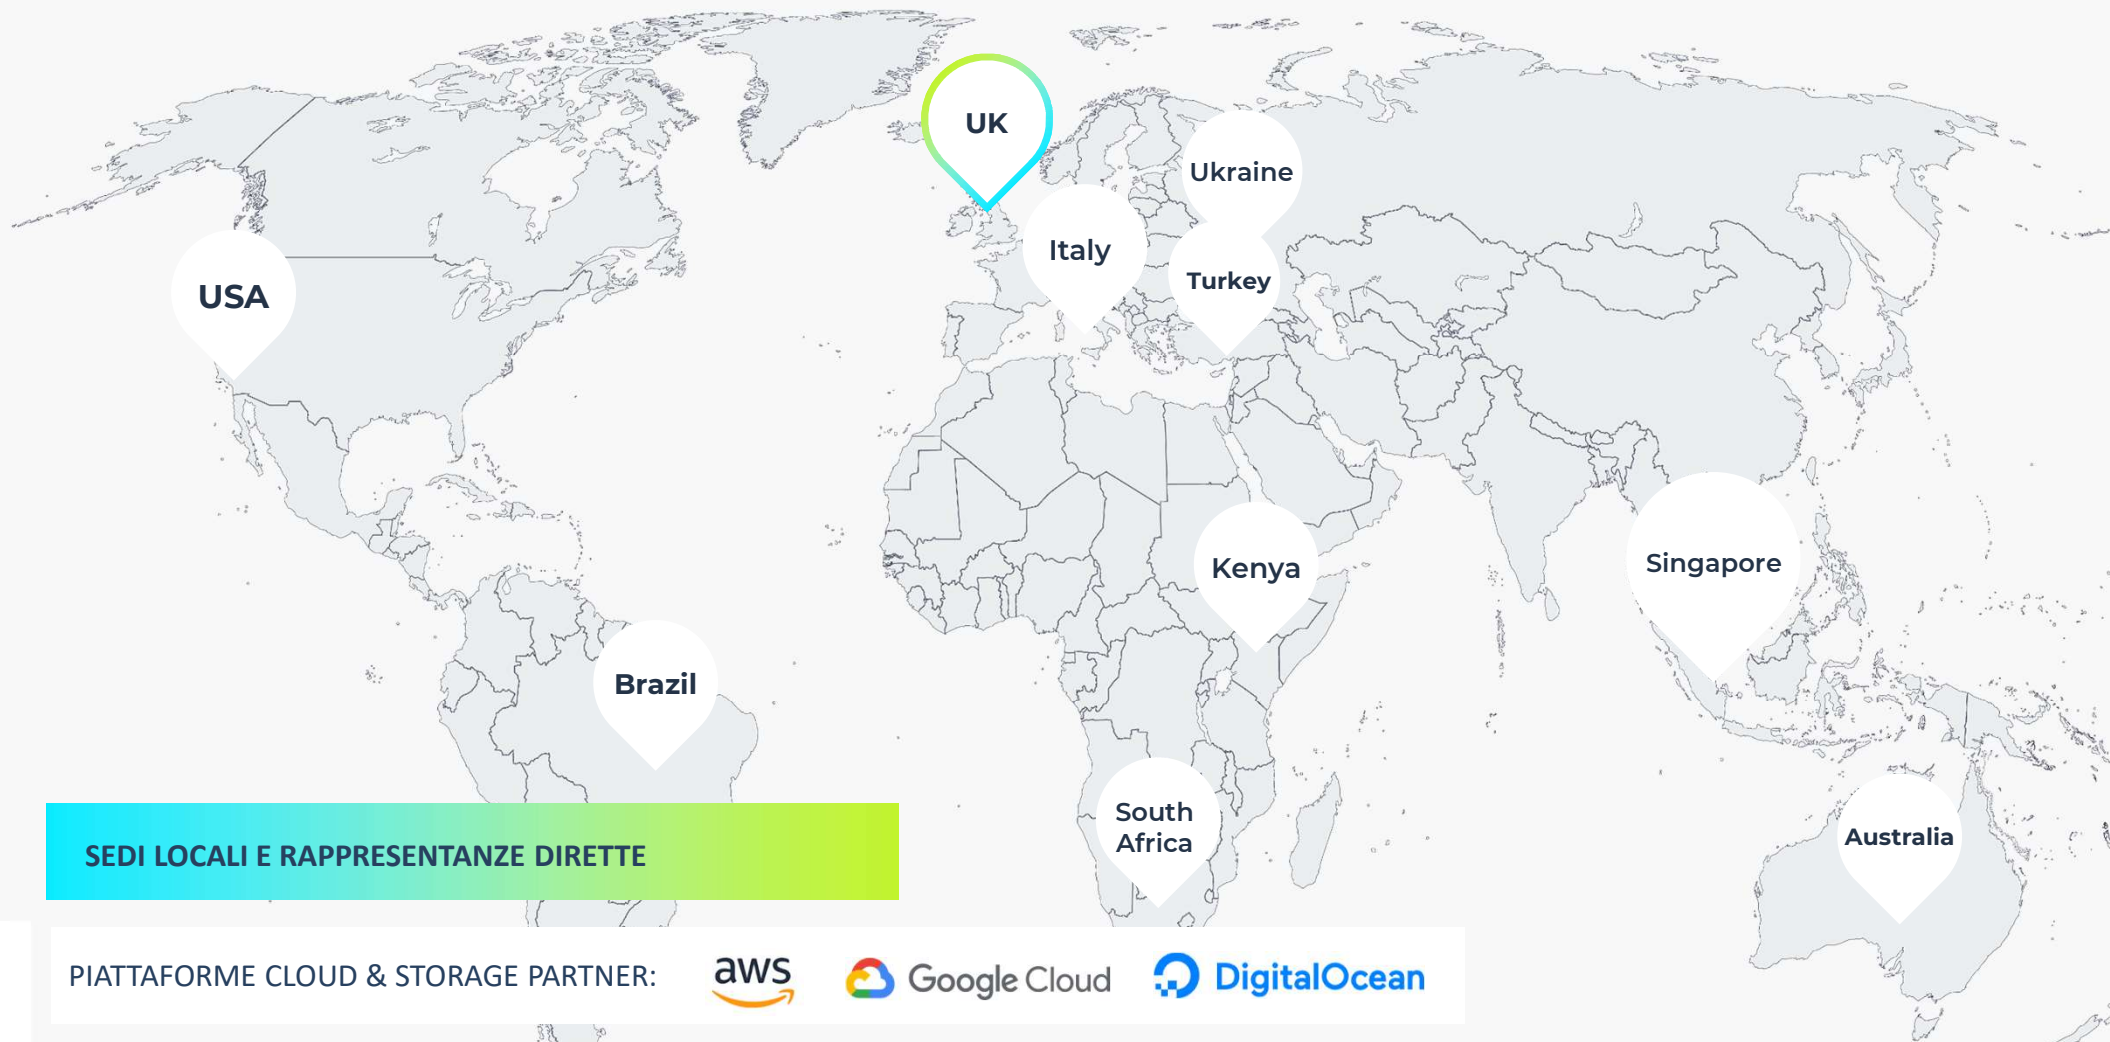 UK
Ukraine
Italy
Turkey
USA
Kenya
Singapore
Brazil
South
Africa
Australia
SEDI LOCALI E RAPPRESENTANZE DIRETTE
PIATTAFORME CLOUD & STORAGE PARTNER:
aws
Google Cloud
DigitalOcean